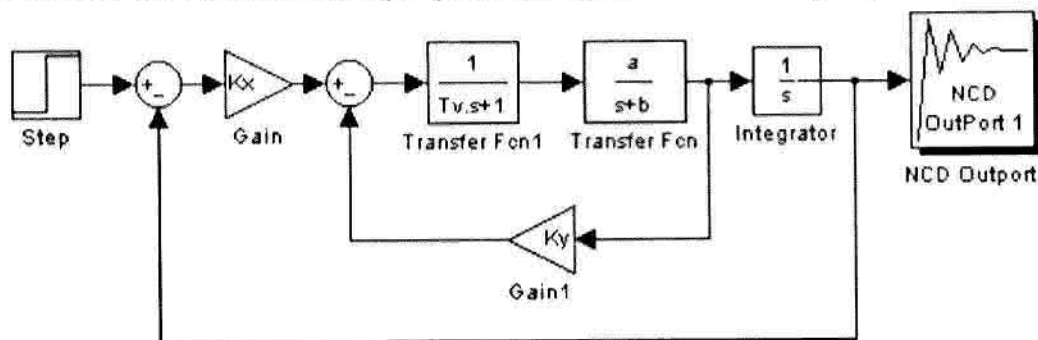 +
-
Kx
+
-
1
Tv.s+1
a
s+b
1
s
NCD
OutPort 1
Step
Gain
Transfer Fcn1
Transfer Fcn
Integrator
NCD Outport
Ky
Gain1